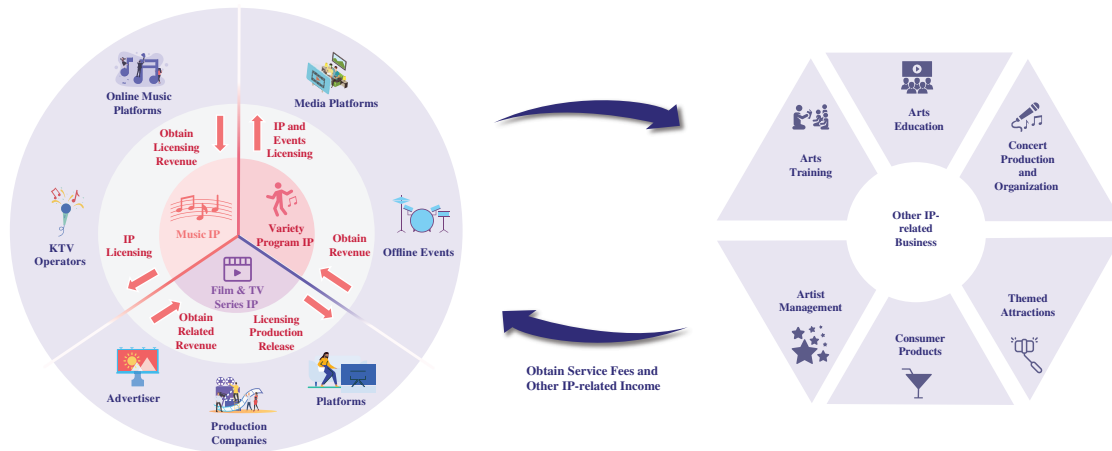 Online Music
Platforms
Media Platforms
Obtain
Licensing
Revenue
IP and
Events
Licensing
Music IP
Variety
Program IP
KTV
Operators
IP
Licensing
Obtain
Revenue
Offline Events
Film & TV
Series IP
Obtain
Related
Revenue
Licensing
Production
Release
Advertiser
Platforms
Production
Companies
Obtain Service Fees and
Other IP-related Income
Arts
Education
Arts
Training
Concert
Production
and
Organization
Other IP-
related
Business
Artist
Management
Themed
Attractions
Consumer
Products